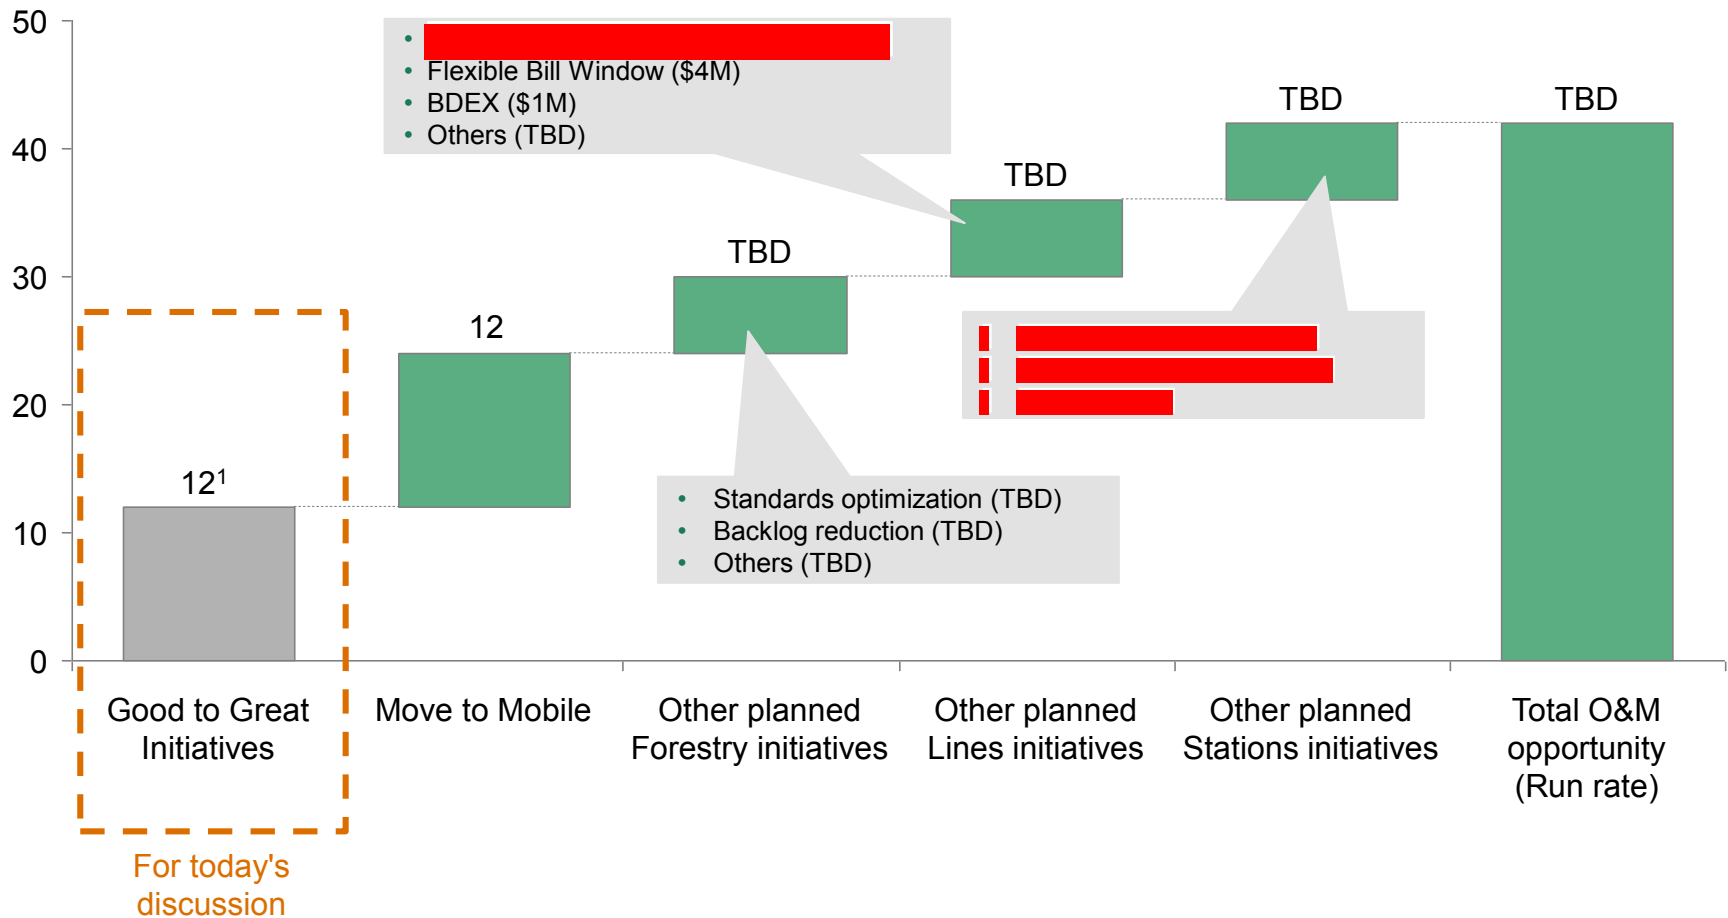 50
40
30
20
10
0
• Flexible Bill Window ($4M)
• BDEX ($1M)
• Others (TBD)
TBD
TBD
TBD
TBD
12
12¹
• Standards optimization (TBD)
• Backlog reduction (TBD)
• Others (TBD)
Good to Great
Initiatives
Move to Mobile
Other planned
Forestry initiatives
Other planned
Lines initiatives
Other planned
Stations initiatives
Total O&M
opportunity
(Run rate)
For today's
discussion